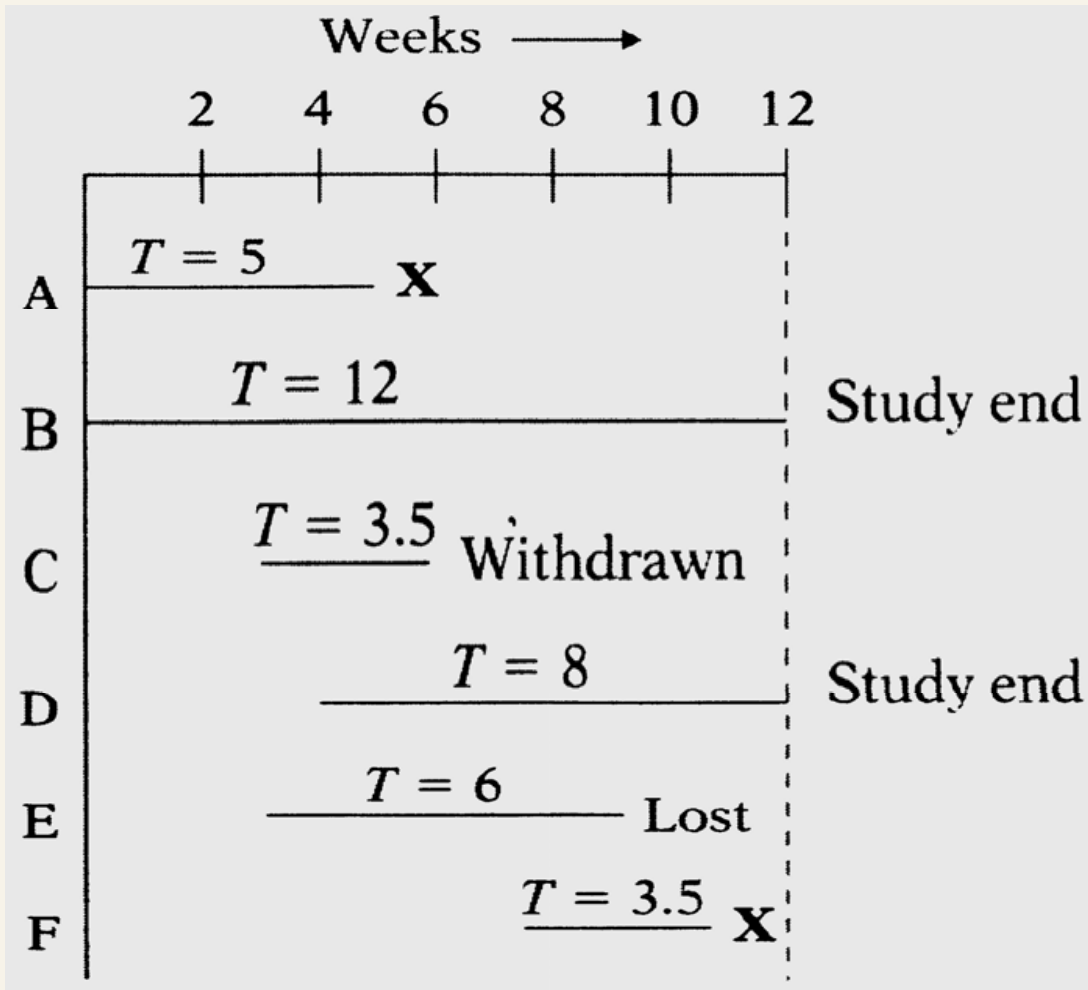 Weeks →
2 4 6 8 10 12
T = 5
A X
T = 12
B Study end
T = 3.5
C Withdrawn
T = 8
D Study end
T = 6
E Lost
T = 3.5
F X